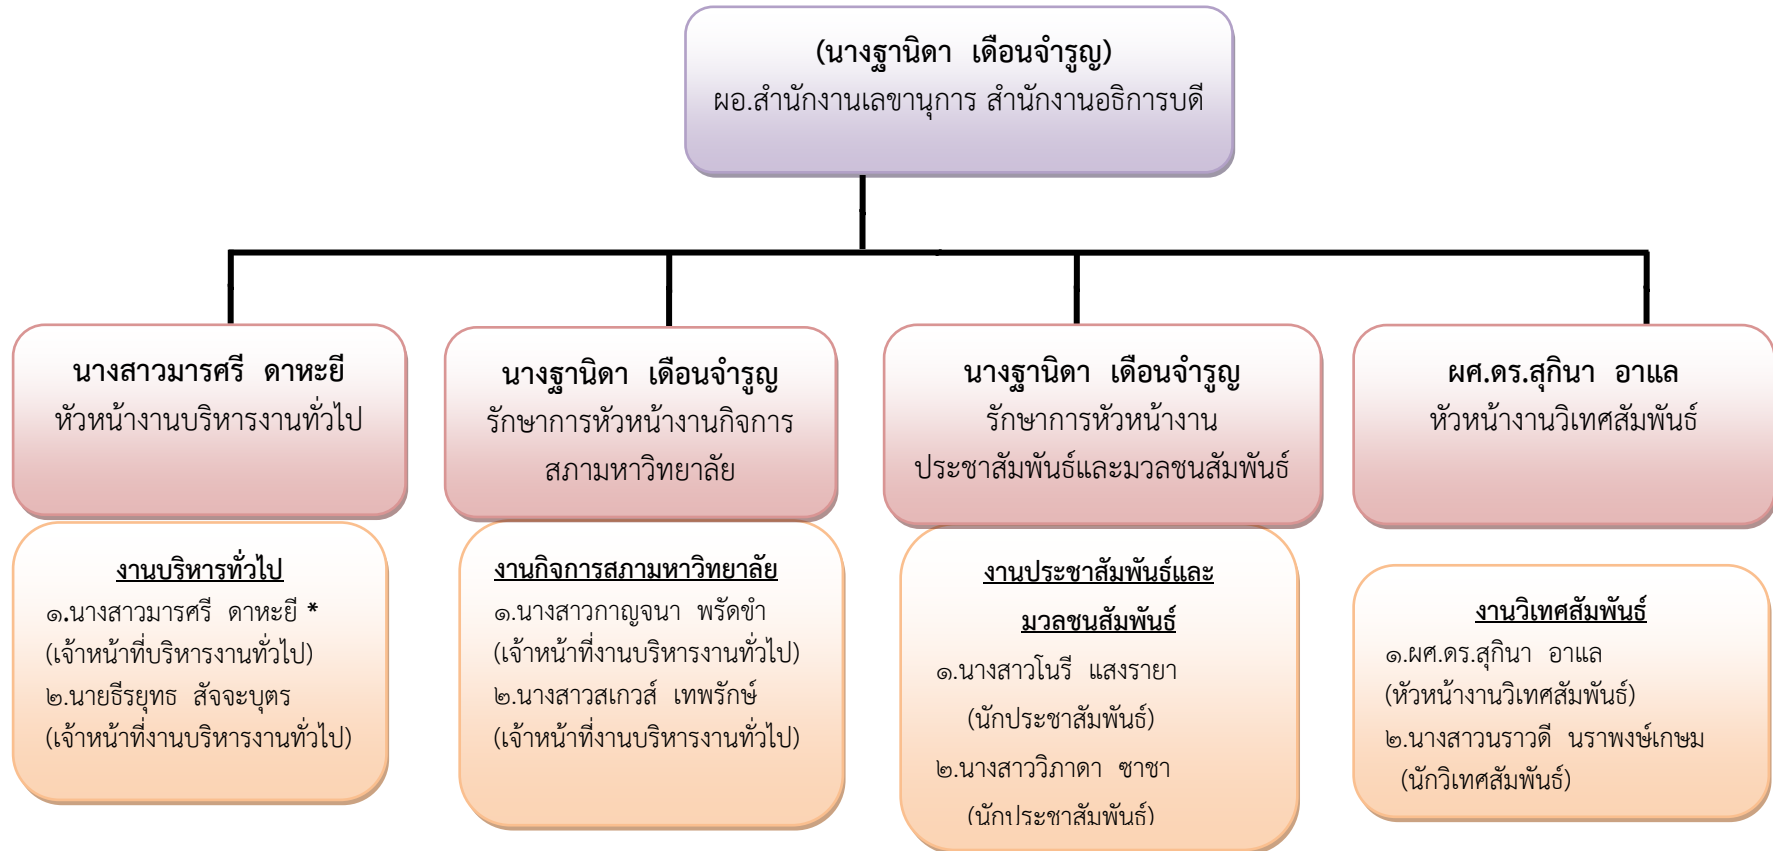 (นางฐานิดา เดือนจำรูญ)
ผอ.สำนักงานเลขานุการ สำนักงานอธิการบดี
นางสาวมารศรี ดาหะยี
หัวหน้างานบริหารงานทั่วไป
นางฐานิดา เดือนจำรูญ
รักษาการหัวหน้างานกิจการ
สภามหาวิทยาลัย
นางฐานิดา เดือนจำรูญ
รักษาการหัวหน้างาน
ประชาสัมพันธ์และมวลชนสัมพันธ์
ผศ.ดร.สุกินา อาแล
หัวหน้างานวิเทศสัมพันธ์
งานบริหารทั่วไป
๑.นางสาวมารศรี ดาหะยี *
(เจ้าหน้าที่บริหารงานทั่วไป)
๒.นายธีรยุทธ สัจจะบุตร
(เจ้าหน้าที่งานบริหารงานทั่วไป)
งานกิจการสภามหาวิทยาลัย
๑.นางสาวกาญจนา พรัดขำ
(เจ้าหน้าที่งานบริหารงานทั่วไป)
๒.นางสาวสเกวส์ เทพรักษ์
(เจ้าหน้าที่งานบริหารงานทั่วไป)
งานประชาสัมพันธ์และ
มวลชนสัมพันธ์
๑.นางสาวโนรี แสงรายา
(นักประชาสัมพันธ์)
๒.นางสาววิภาดา ซาชา
(นักประชาสัมพันธ์)
งานวิเทศสัมพันธ์
๑.ผศ.ดร.สุกินา อาแล
(หัวหน้างานวิเทศสัมพันธ์)
๒.นางสาวนราวดี นราพงษ์เกษม
(นักวิเทศสัมพันธ์)